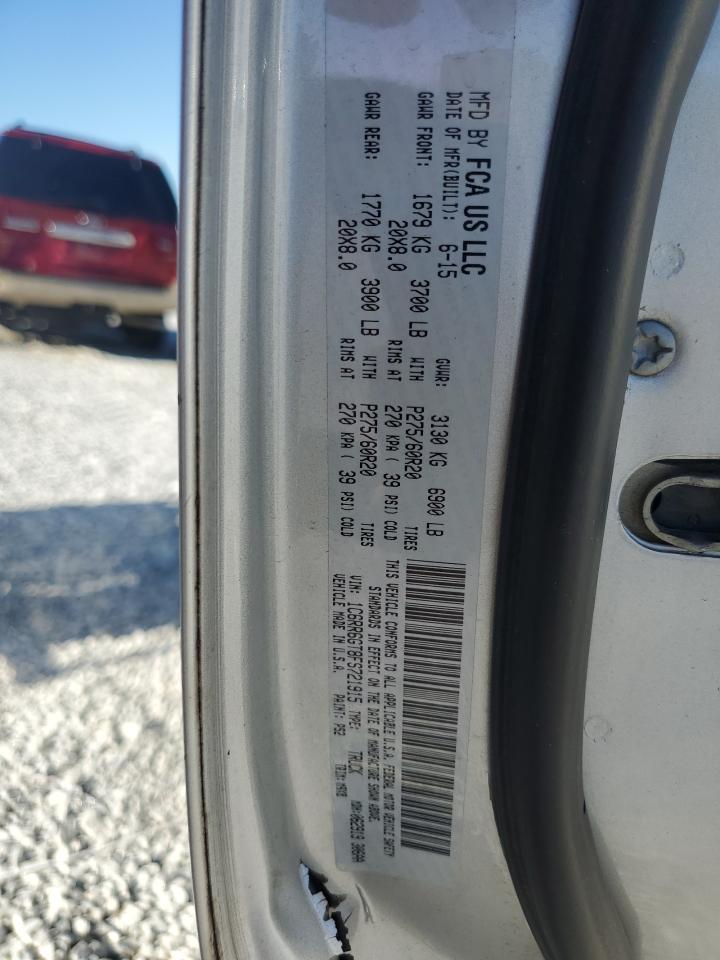 MFD BY FCA US LLC
DATE OF MFR(BUILT): 6-15 GVWR: 3130 KG 6900 LB
GAWR FRONT: 1679 KG 3700 LB WITH P275/60R20 TIRES
20X8.0 RIMS AT 270 KPA ( 39 PSI) COLD
GAWR REAR: 1770 KG 3900 LB WITH P275/60R20 TIRES
20X8.0 RIMS AT 270 KPA ( 39 PSI) COLD
THIS VEHICLE CONFORMS TO ALL APPLICABLE U.S.A. FEDERAL MOTOR VEHICLE SAFETY
STANDARDS IN EFFECT ON THE DATE OF MANUFACTURE SHOWN ABOVE.
VIN: 1C6RR6GT8FS721915 TYPE: TRUCK MDH:062919 306AA
VEHICLE MADE IN U.S.A. PAINT: PS2 TRIM: